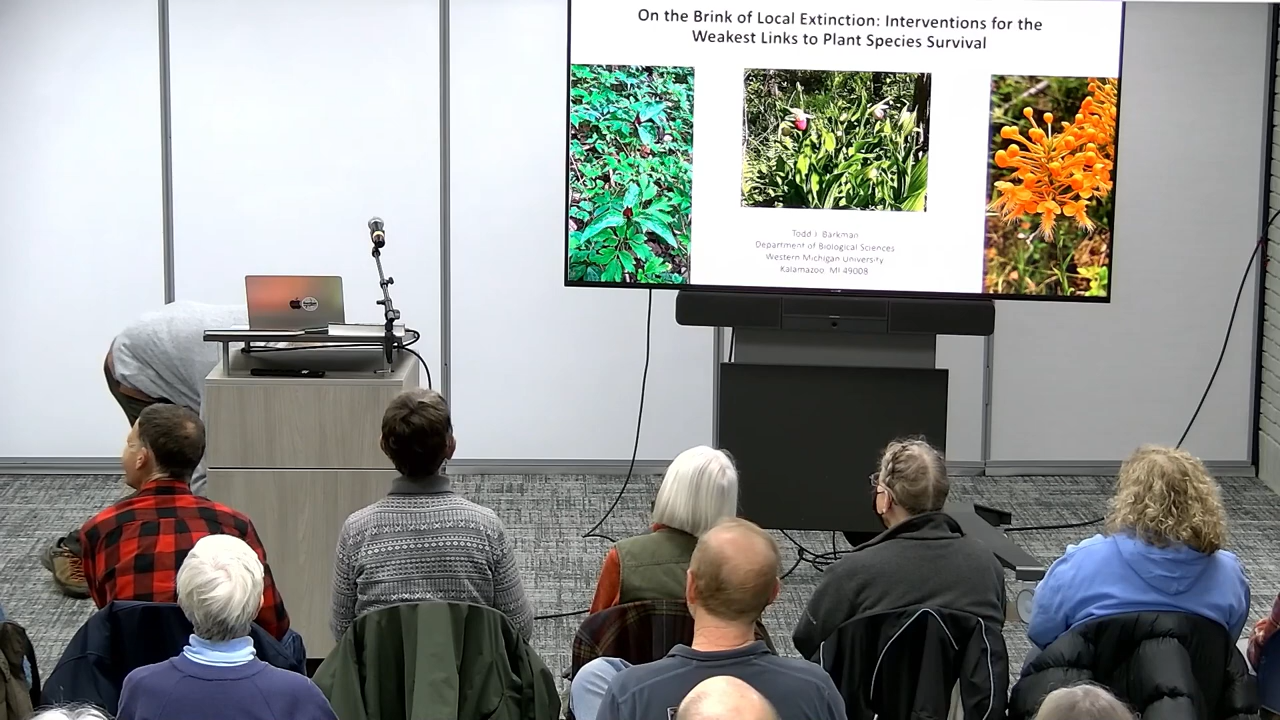 On the Brink of Local Extinction: Interventions for the
Weakest Links to Plant Species Survival
Todd J. Barkman
Department of Biological Sciences
Western Michigan University
Kalamazoo MI 49008